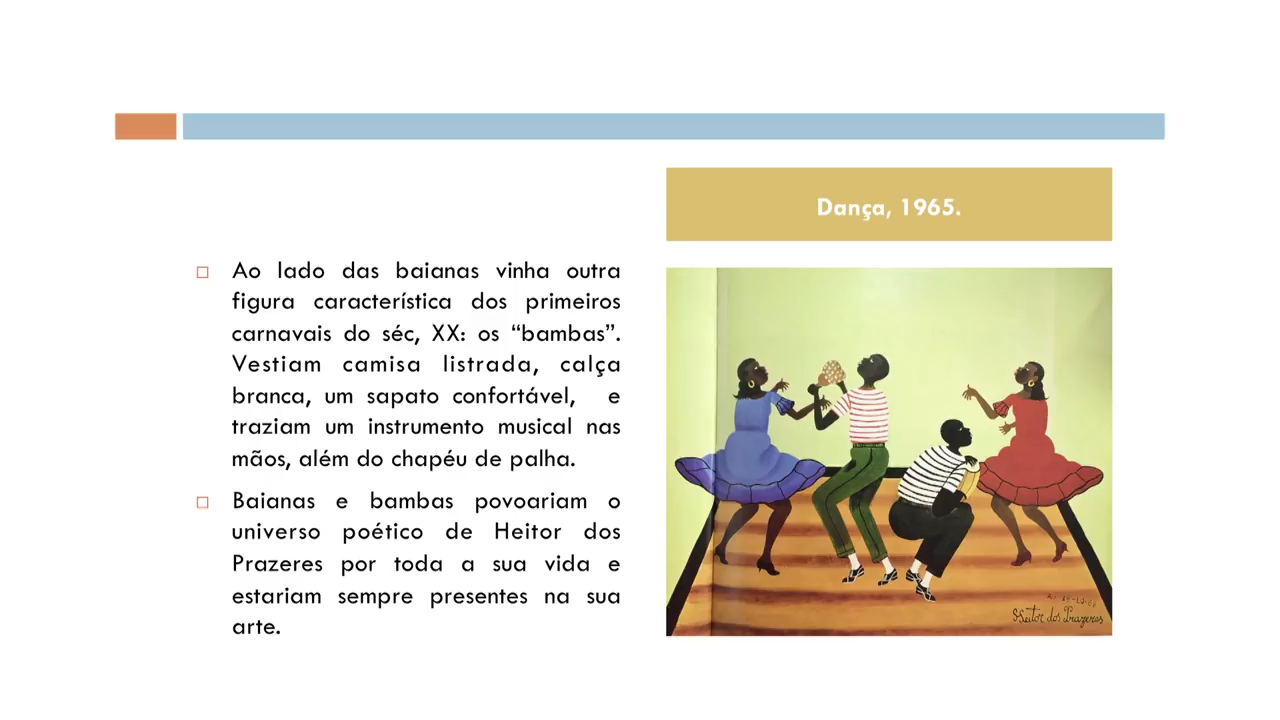 Dança, 1965.
Ao lado das baianas vinha outra
figura característica dos primeiros
carnavais do séc, XX: os “bambas”.
Vestiam camisa listrada, calça
branca, um sapato confortável, e
traziam um instrumento musical nas
mãos, além do chapéu de palha.
Baianas e bambas povoariam o
universo poético de Heitor dos
Prazeres por toda a sua vida e
estariam sempre presentes na sua
arte.
Heitor dos Prazeres